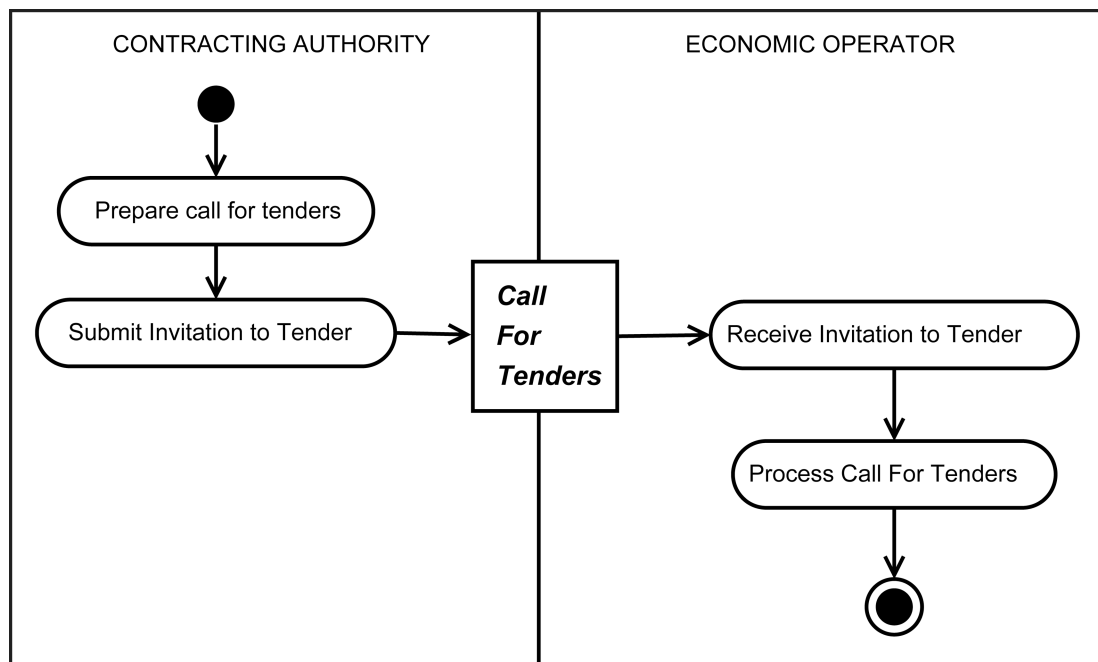 CONTRACTING AUTHORITY
ECONOMIC OPERATOR
Prepare call for tenders
Submit Invitation to Tender
Call
For
Tenders
Receive Invitation to Tender
Process Call For Tenders